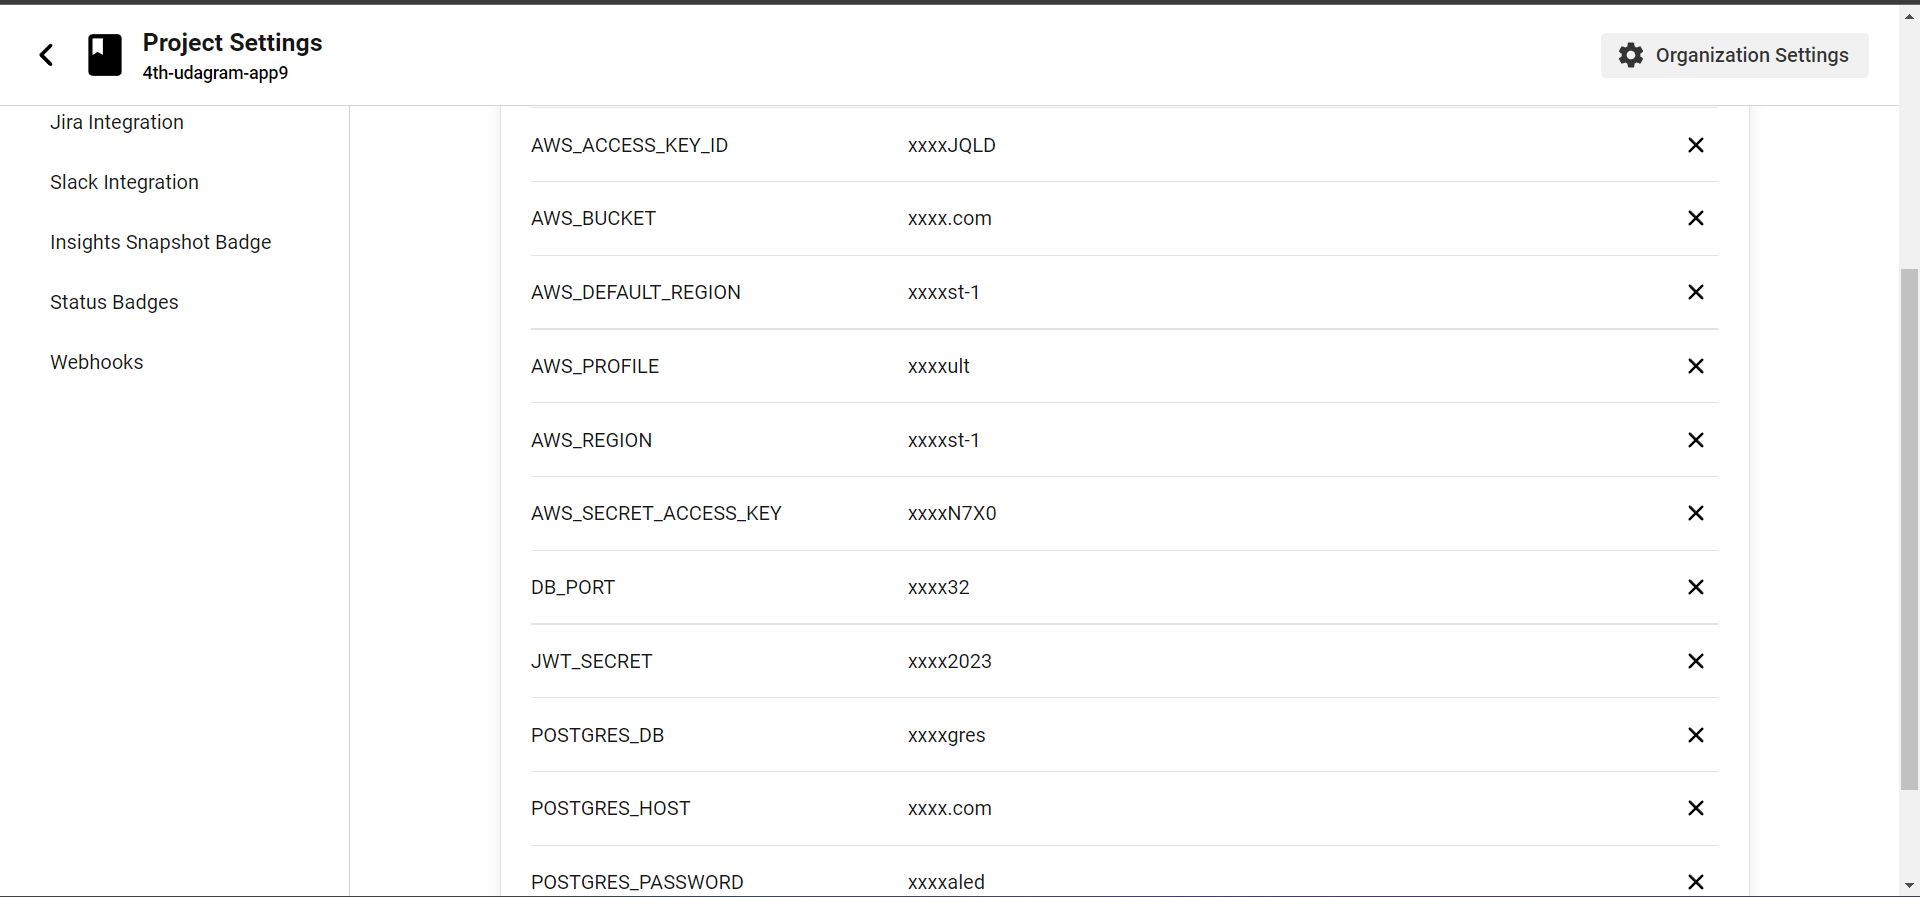 Project Settings
4th-udagram-app9
Organization Settings
Jira Integration
Slack Integration
Insights Snapshot Badge
Status Badges
Webhooks
AWS_ACCESS_KEY_ID xxxxJQLD
AWS_BUCKET xxxx.com
AWS_DEFAULT_REGION xxxxst-1
AWS_PROFILE xxxxult
AWS_REGION xxxxst-1
AWS_SECRET_ACCESS_KEY xxxxN7X0
DB_PORT xxxx32
JWT_SECRET xxxx2023
POSTGRES_DB xxxxgres
POSTGRES_HOST xxxx.com
POSTGRES_PASSWORD xxxxaled